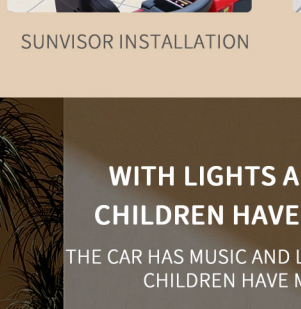 SUNVISOR INSTALLATION
WITH LIGHTS A
CHILDREN HAVE
THE CAR HAS MUSIC AND L
CHILDREN HAVE M